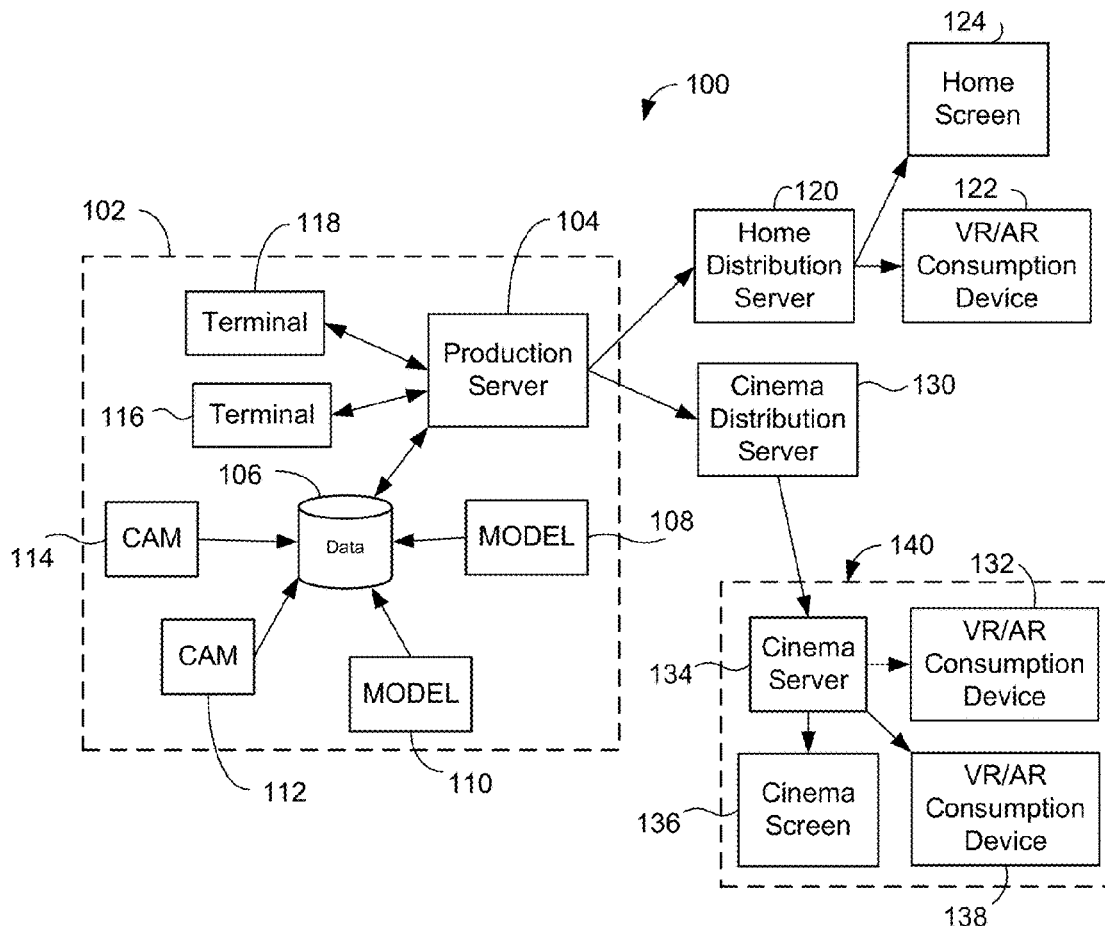 124
Home
Screen
100
102
118
104
120
122
Terminal
Production
Server
Home
Distribution
Server
VR/AR
Consumption
Device
116
Terminal
Cinema
Distribution
Server
130
106
Data
114
CAM
MODEL
108
140
132
CAM
MODEL
134
Cinema
Server
VR/AR
Consumption
Device
112
110
136
Cinema
Screen
VR/AR
Consumption
Device
138